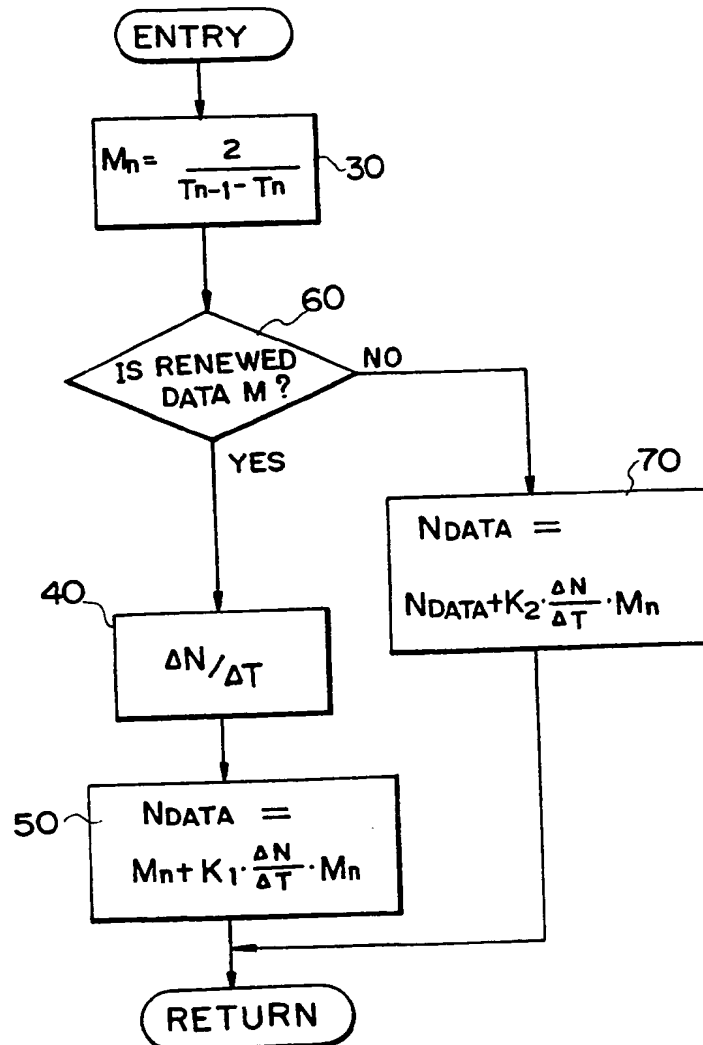 ENTRY
Mn = 2 / Tn-1 - Tn
30
60
IS RENEWED
DATA M ?
NO
YES
70
NDATA =
NDATA + K2 · ΔN/ΔT · Mn
40
ΔN/ΔT
50
NDATA =
Mn + K1 · ΔN/ΔT · Mn
RETURN